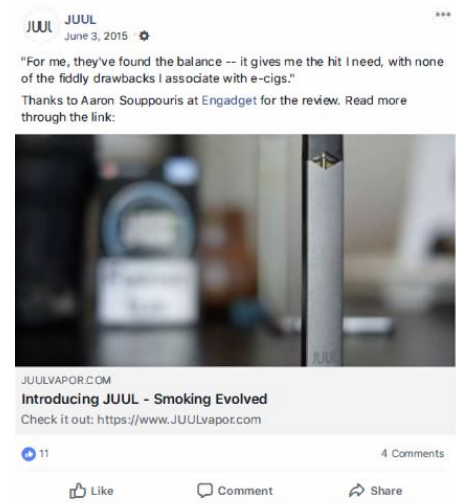 JUUL
JUUL
June 3, 2015
"For me, they've found the balance -- it gives me the hit I need, with none
of the fiddly drawbacks I associate with e-cigs."
Thanks to Aaron Souppouris at Engadget for the review. Read more
through the link:
JUUL
JUULVAPOR.COM
Introducing JUUL - Smoking Evolved
Check it out: https://www.JUULvapor.com
11
4 Comments
Like
Comment
Share